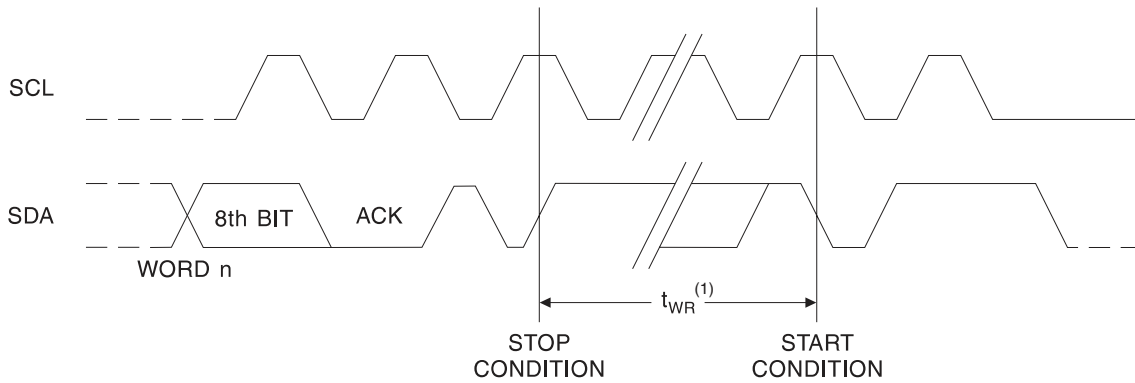 SCL
SDA
8th BIT
ACK
WORD n
tWR(1)
STOP
CONDITION
START
CONDITION